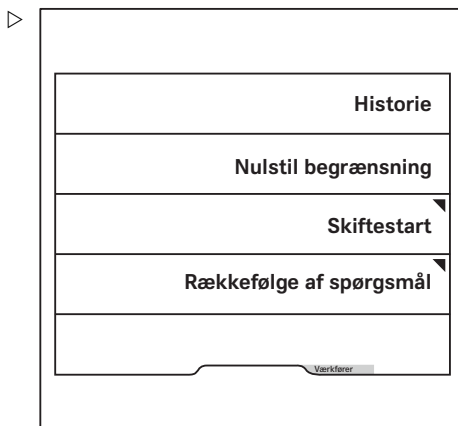 Historie
Nulstil begrænsning
Skiftestart
Rækkefølge af spørgsmål
Værkfører